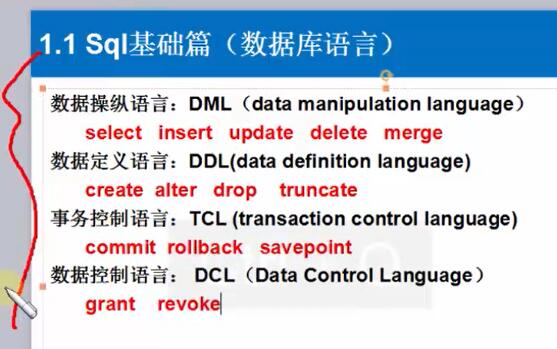 1.1 Sql基础篇（数据库语言）
数据操纵语言：DML（data manipulation language）
select insert update delete merge
数据定义语言：DDL(data definition language)
create alter drop truncate
事务控制语言：TCL (transaction control language)
commit rollback savepoint
数据控制语言： DCL（Data Control Language）
grant revoke